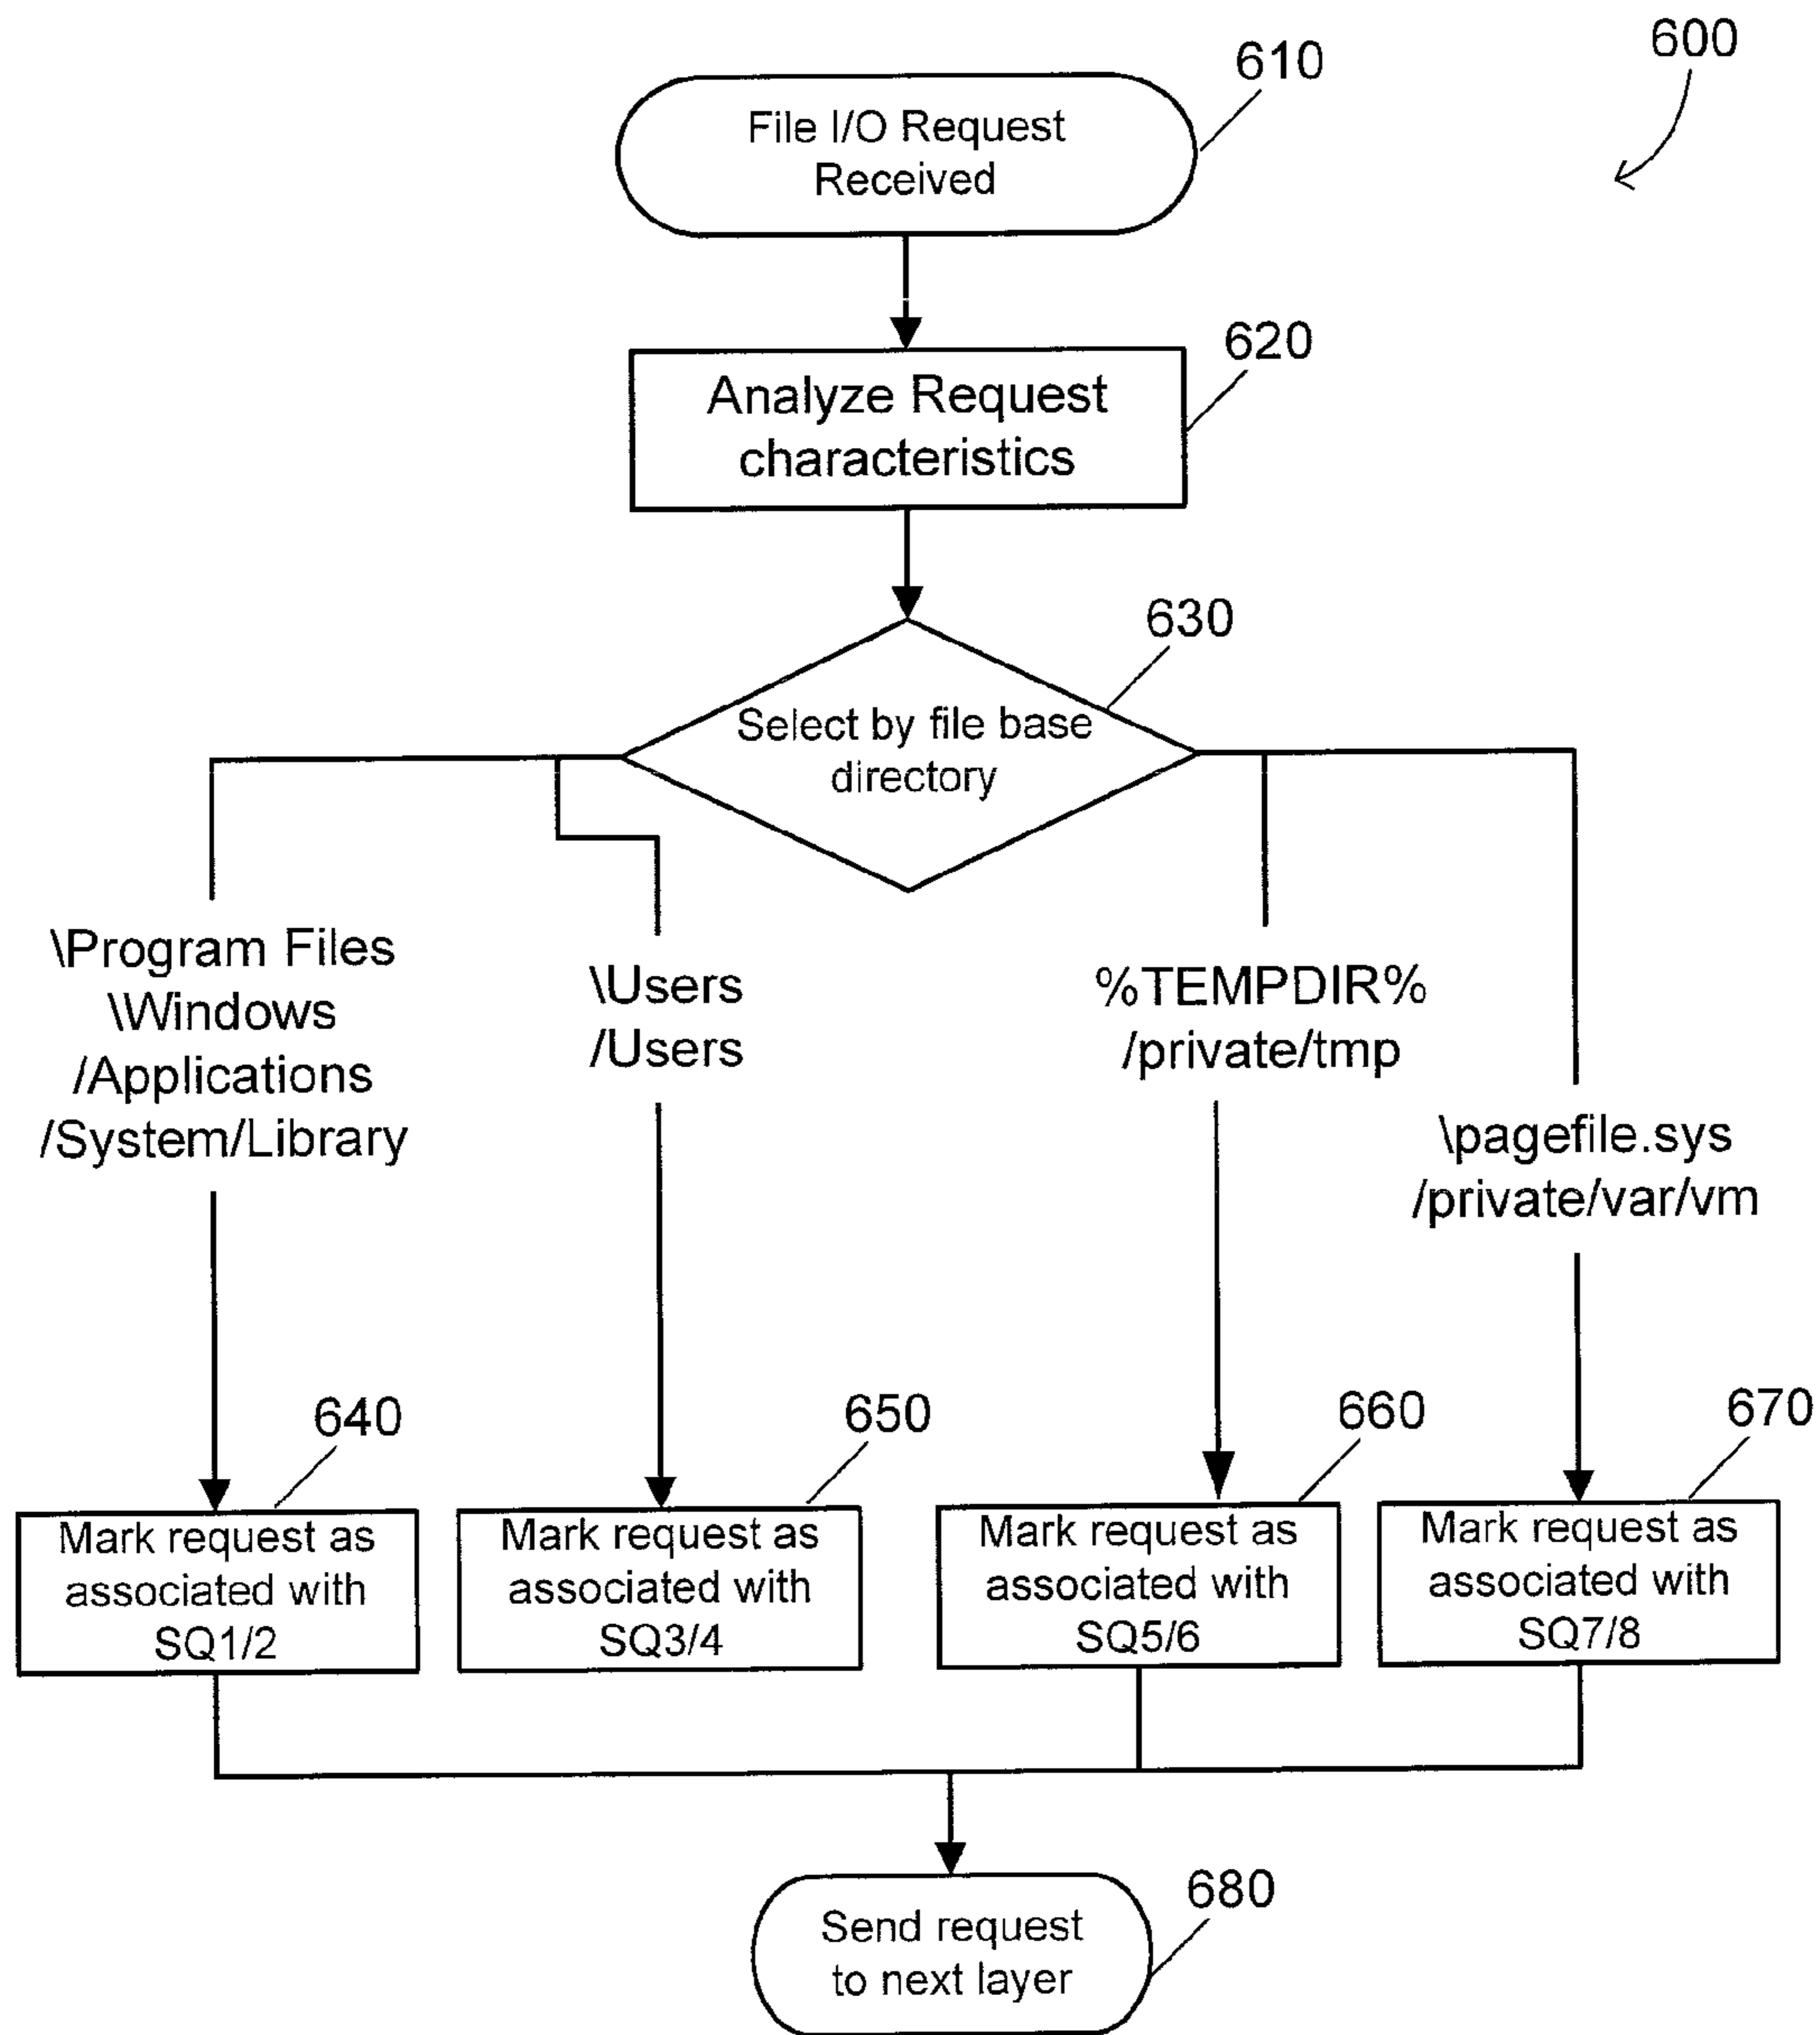 600
610
File I/O Request
Received
620
Analyze Request
characteristics
630
Select by file base
directory
\Program Files
\Windows
/Applications
/System/Library
\Users
/Users
%TEMPDIR%
/private/tmp
\pagefile.sys
/private/var/vm
640
Mark request as
associated with
SQ1/2
650
Mark request as
associated with
SQ3/4
660
Mark request as
associated with
SQ5/6
670
Mark request as
associated with
SQ7/8
680
Send request
to next layer